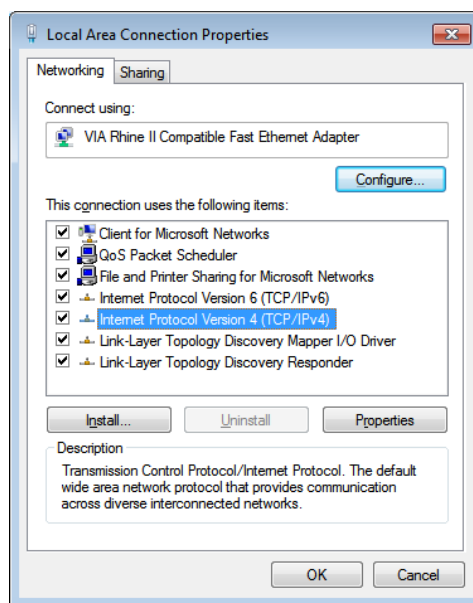 Local Area Connection Properties
Networking
Sharing
Connect using:
VIA Rhine II Compatible Fast Ethernet Adapter
Configure...
This connection uses the following items:
Client for Microsoft Networks
QoS Packet Scheduler
File and Printer Sharing for Microsoft Networks
Internet Protocol Version 6 (TCP/IPv6)
Internet Protocol Version 4 (TCP/IPv4)
Link-Layer Topology Discovery Mapper I/O Driver
Link-Layer Topology Discovery Responder
Install...
Uninstall
Properties
Description
Transmission Control Protocol/Internet Protocol. The default
wide area network protocol that provides communication
across diverse interconnected networks.
OK
Cancel